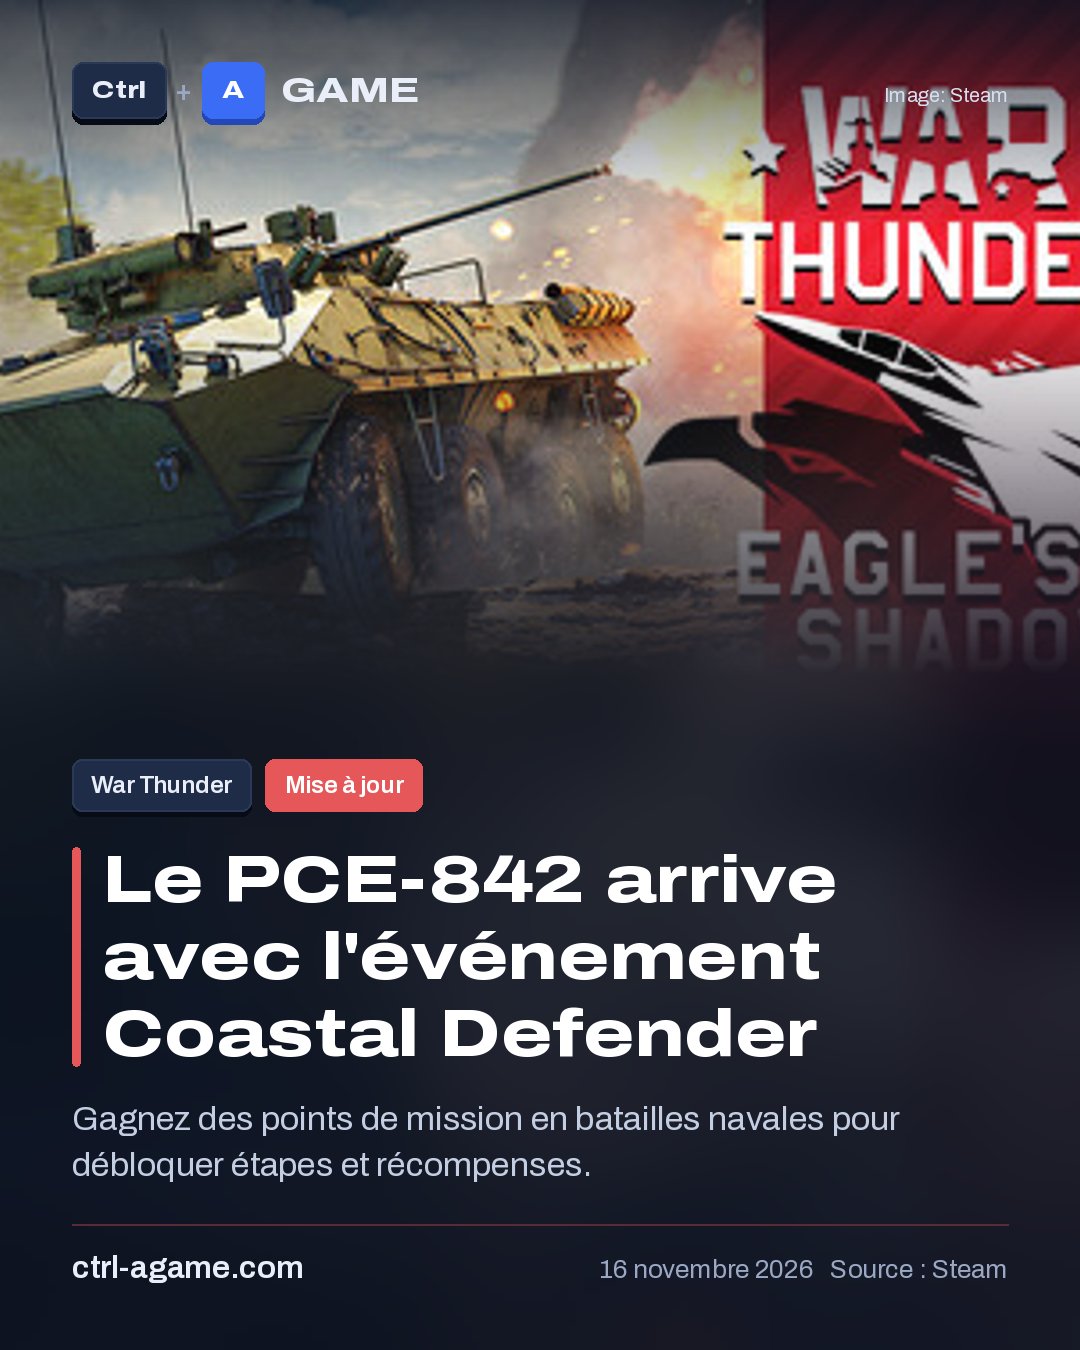 Ctrl + A GAME
Image: Steam
WAR
THUNDE
EAGLE'S
SHADO
War Thunder
Mise à jour
Le PCE-842 arrive
avec l'événement
Coastal Defender
Gagnez des points de mission en batailles navales pour
débloquer étapes et récompenses.
ctrl-agame.com
16 novembre 2026 Source : Steam